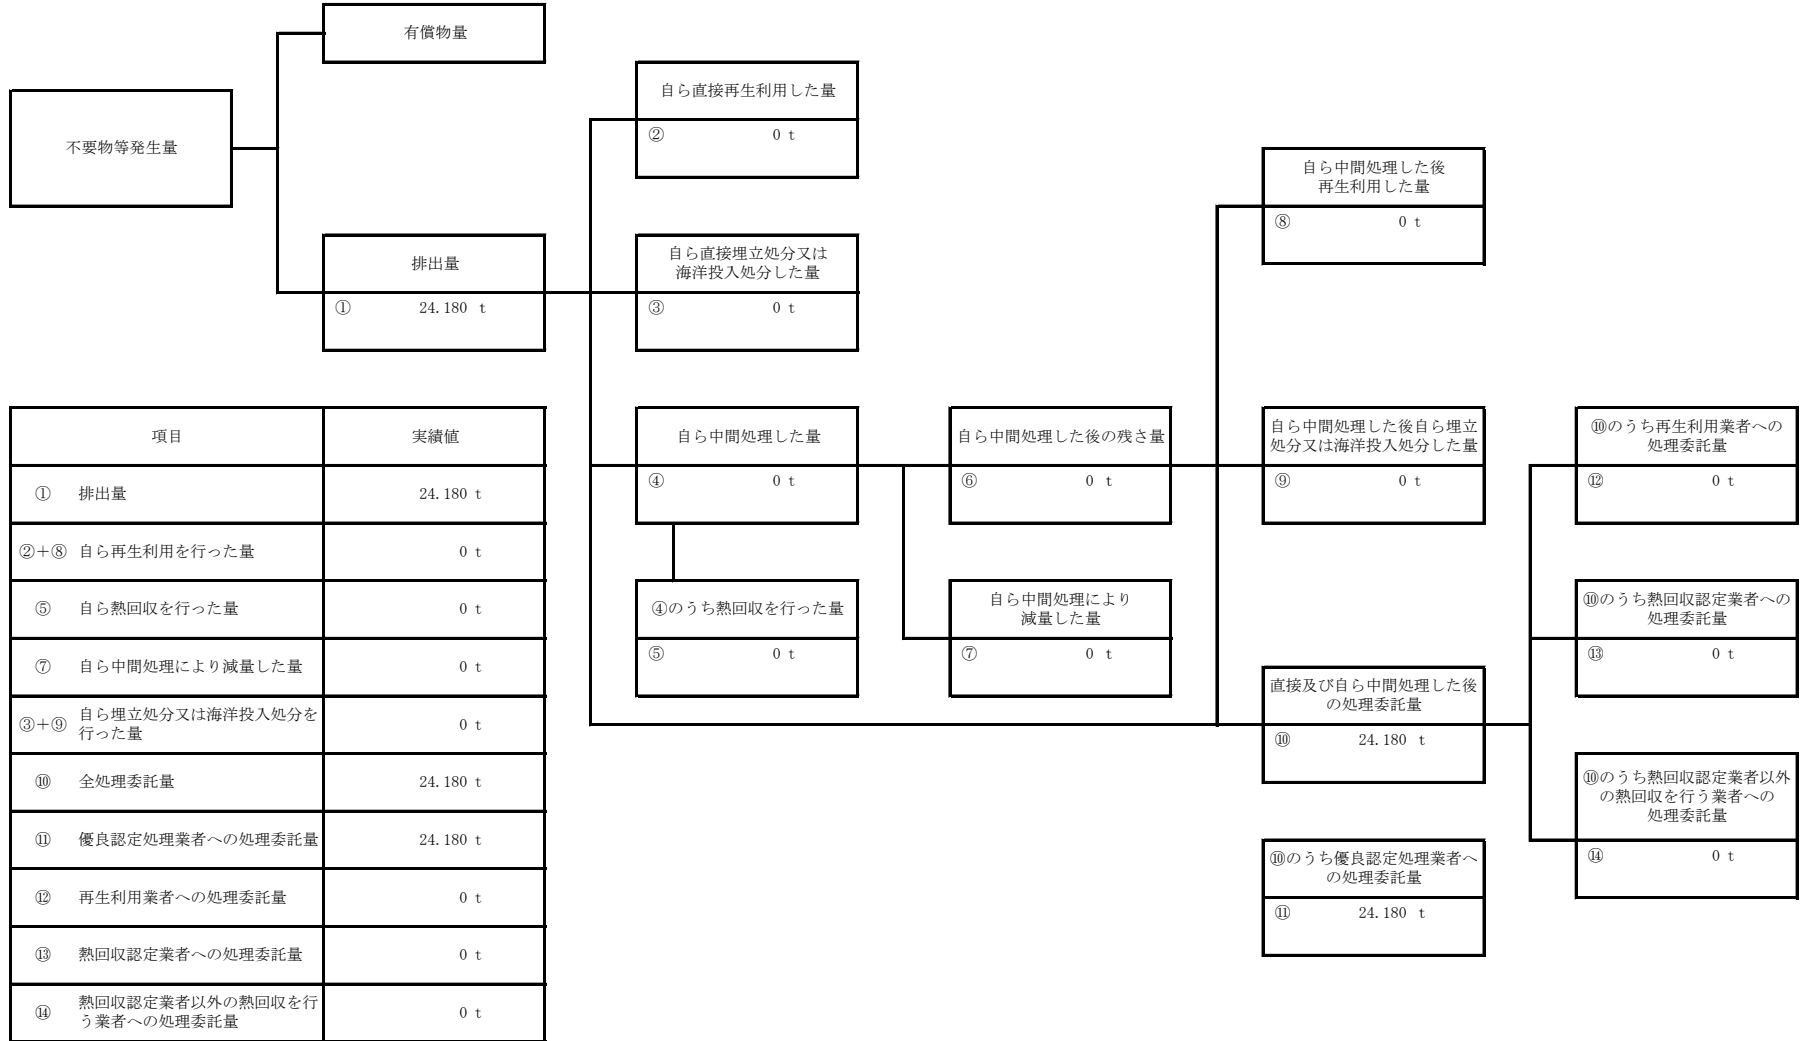 有償物量
不要物等発生量
排出量
① 24.180 t
自ら直接再生利用した量
② 0 t
自ら直接埋立処分又は
海洋投入処分した量
③ 0 t
自ら中間処理した量
④ 0 t
④のうち熱回収を行った量
⑤ 0 t
自ら中間処理した後の残さ量
⑥ 0 t
自ら中間処理により
減量した量
⑦ 0 t
自ら中間処理した後
再生利用した量
⑧ 0 t
自ら中間処理した後自ら埋立
処分又は海洋投入処分した量
⑨ 0 t
直接及び自ら中間処理した後
の処理委託量
⑩ 24.180 t
⑩のうち優良認定処理業者へ
の処理委託量
⑪ 24.180 t
⑩のうち再生利用業者への
処理委託量
⑫ 0 t
⑩のうち熱回収認定業者への
処理委託量
⑬ 0 t
⑩のうち熱回収認定業者以外
の熱回収を行う業者への
処理委託量
⑭ 0 t
項目 実績値
① 排出量 24.180 t
②+⑧ 自ら再生利用を行った量 0 t
⑤ 自ら熱回収を行った量 0 t
⑦ 自ら中間処理により減量した量 0 t
③+⑨ 自ら埋立処分又は海洋投入処分を
行った量 0 t
⑩ 全処理委託量 24.180 t
⑪ 優良認定処理業者への処理委託量 24.180 t
⑫ 再生利用業者への処理委託量 0 t
⑬ 熱回収認定業者への処理委託量 0 t
⑭ 熱回収認定業者以外の熱回収を行
う業者への処理委託量 0 t